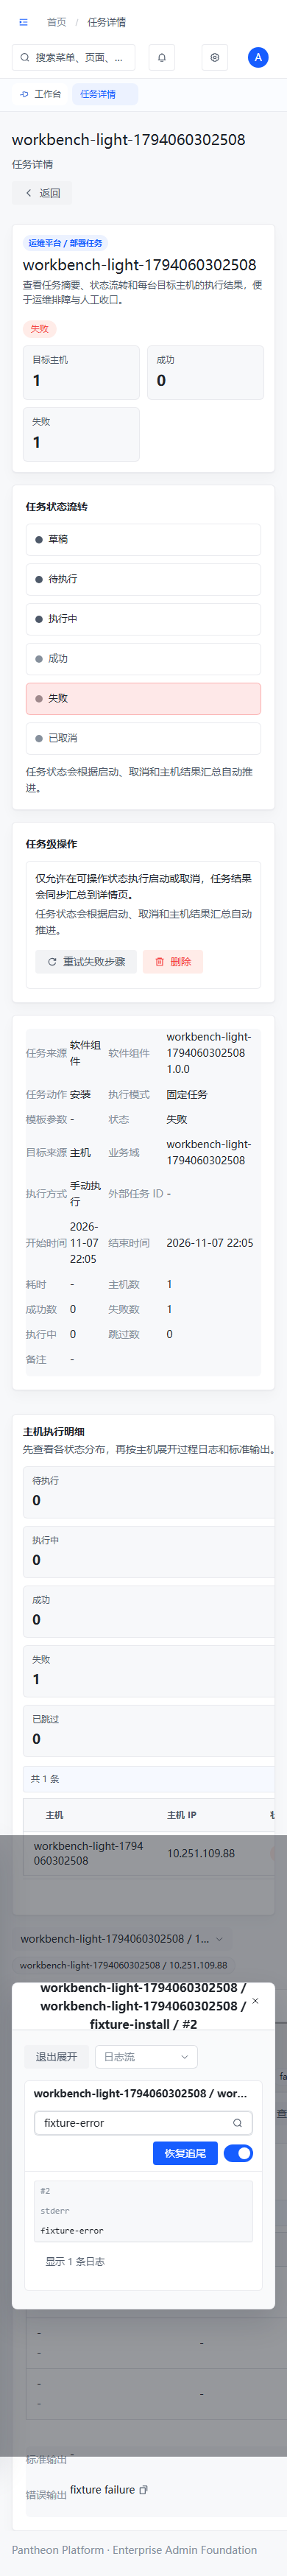 首页 / 任务详情
搜索菜单、页面、...
A
工作台
任务详情
workbench-light-1794060302508
任务详情
返回
运维平台 / 部署任务
workbench-light-1794060302508
查看任务摘要、状态流转和每台目标主机的执行结果，便
于运维排障与人工收口。
失败
目标主机
1
成功
0
失败
1
任务状态流转
草稿
待执行
执行中
成功
失败
已取消
任务状态会根据启动、取消和主机结果汇总自动推
进。
任务级操作
仅允许在可操作状态执行启动或取消，任务结果
会同步汇总到详情页。
任务状态会根据启动、取消和主机结果汇总自动
推进。
重试失败步骤
删除
任务来源 软件组件 软件组件 workbench-light-1794060302508 1.0.0
任务动作 安装 执行模式 固定任务
模板参数 - 状态 失败
目标来源 主机 业务域 workbench-light-1794060302508
执行方式 手动执行 外部任务 ID -
开始时间 2026-11-07 22:05 结束时间 2026-11-07 22:05
耗时 - 主机数 1
成功数 0 失败数 1
执行中 0 跳过数 0
备注 -
主机执行明细
先查看各状态分布，再按主机展开过程日志和标准输出。
待执行
0
执行中
0
成功
0
失败
1
已跳过
0
共 1 条
主机 主机 IP
workbench-light-1794060302508 10.251.109.88
workbench-light-1794060302508 / 1...
workbench-light-1794060302508 / 10.251.109.88
workbench-light-1794060302508 /
workbench-light-1794060302508 /
fixture-install / #2
fa
查
退出展开
日志流
workbench-light-1794060302508 / wor...
fixture-error
恢复追尾
#2
stderr
fixture-error
显示 1 条日志
-
-
-
-
-
-
标准输出 -
错误输出 fixture failure
Pantheon Platform · Enterprise Admin Foundation